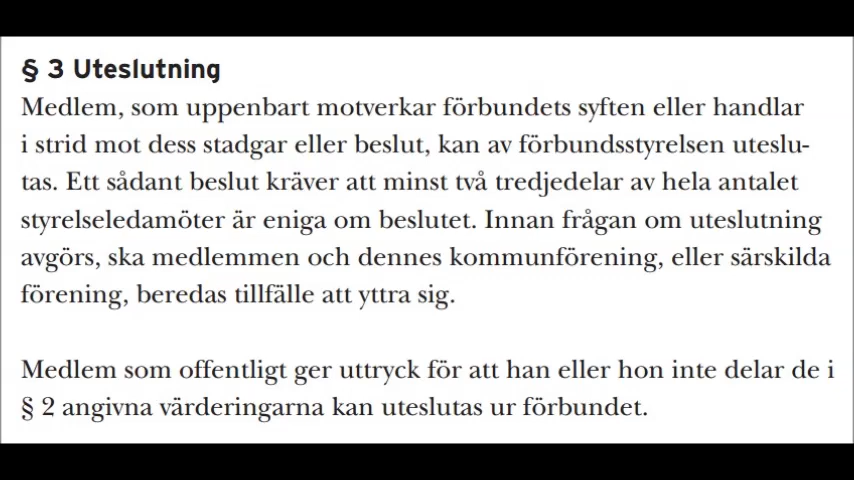 § 3 Uteslutning
Medlem, som uppenbart motverkar förbundets syften eller handlar
i strid mot dess stadgar eller beslut, kan av förbundsstyrelsen uteslu-
tas. Ett sådant beslut kräver att minst två tredjedelar av hela antalet
styrelseledamöter är eniga om beslutet. Innan frågan om uteslutning
avgörs, ska medlemmen och dennes kommunförening, eller särskilda
förening, beredas tillfälle att yttra sig.
Medlem som offentligt ger uttryck för att han eller hon inte delar de i
§ 2 angivna värderingarna kan uteslutas ur förbundet.